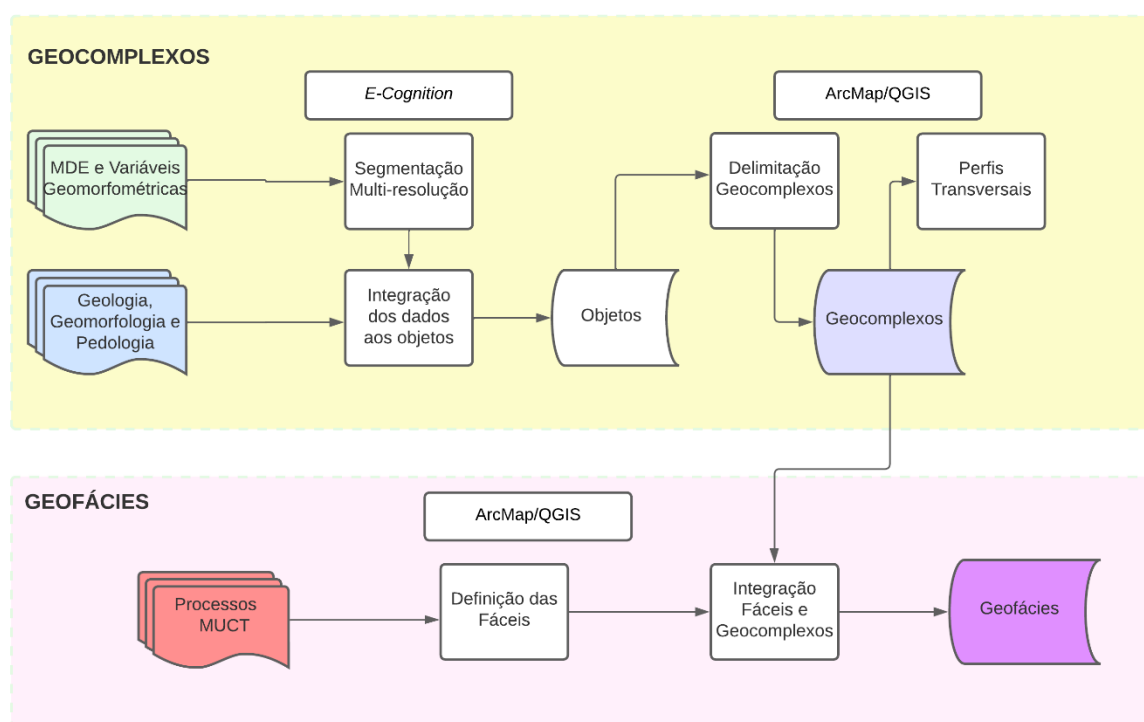 GEOCOMPLEXOS
E-Cognition
ArcMap/QGIS
MDE e Variáveis
Geomorfométricas
Segmentação
Multi-resolução
Delimitação
Geocomplexos
Perfis
Transversais
Geologia,
Geomorfologia e
Pedologia
Integração
dos dados
aos objetos
Objetos
Geocomplexos
GEOFÁCIES
ArcMap/QGIS
Processos
MUCT
Definição das
Fáceis
Integração
Fáceis e
Geocomplexos
Geofácies